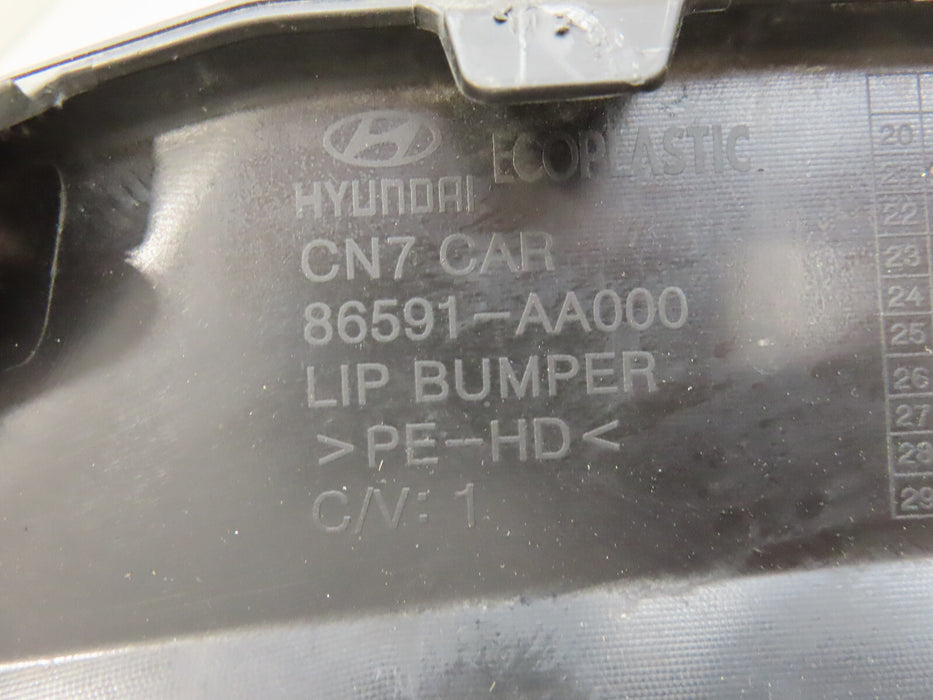 ECOPLASTIC
HYUNDAI
CN7 CAR
86591-AA000
LIP BUMPER
>PE-HD<
C/V: 1
20
21
22
23
24
25
26
27
28
29